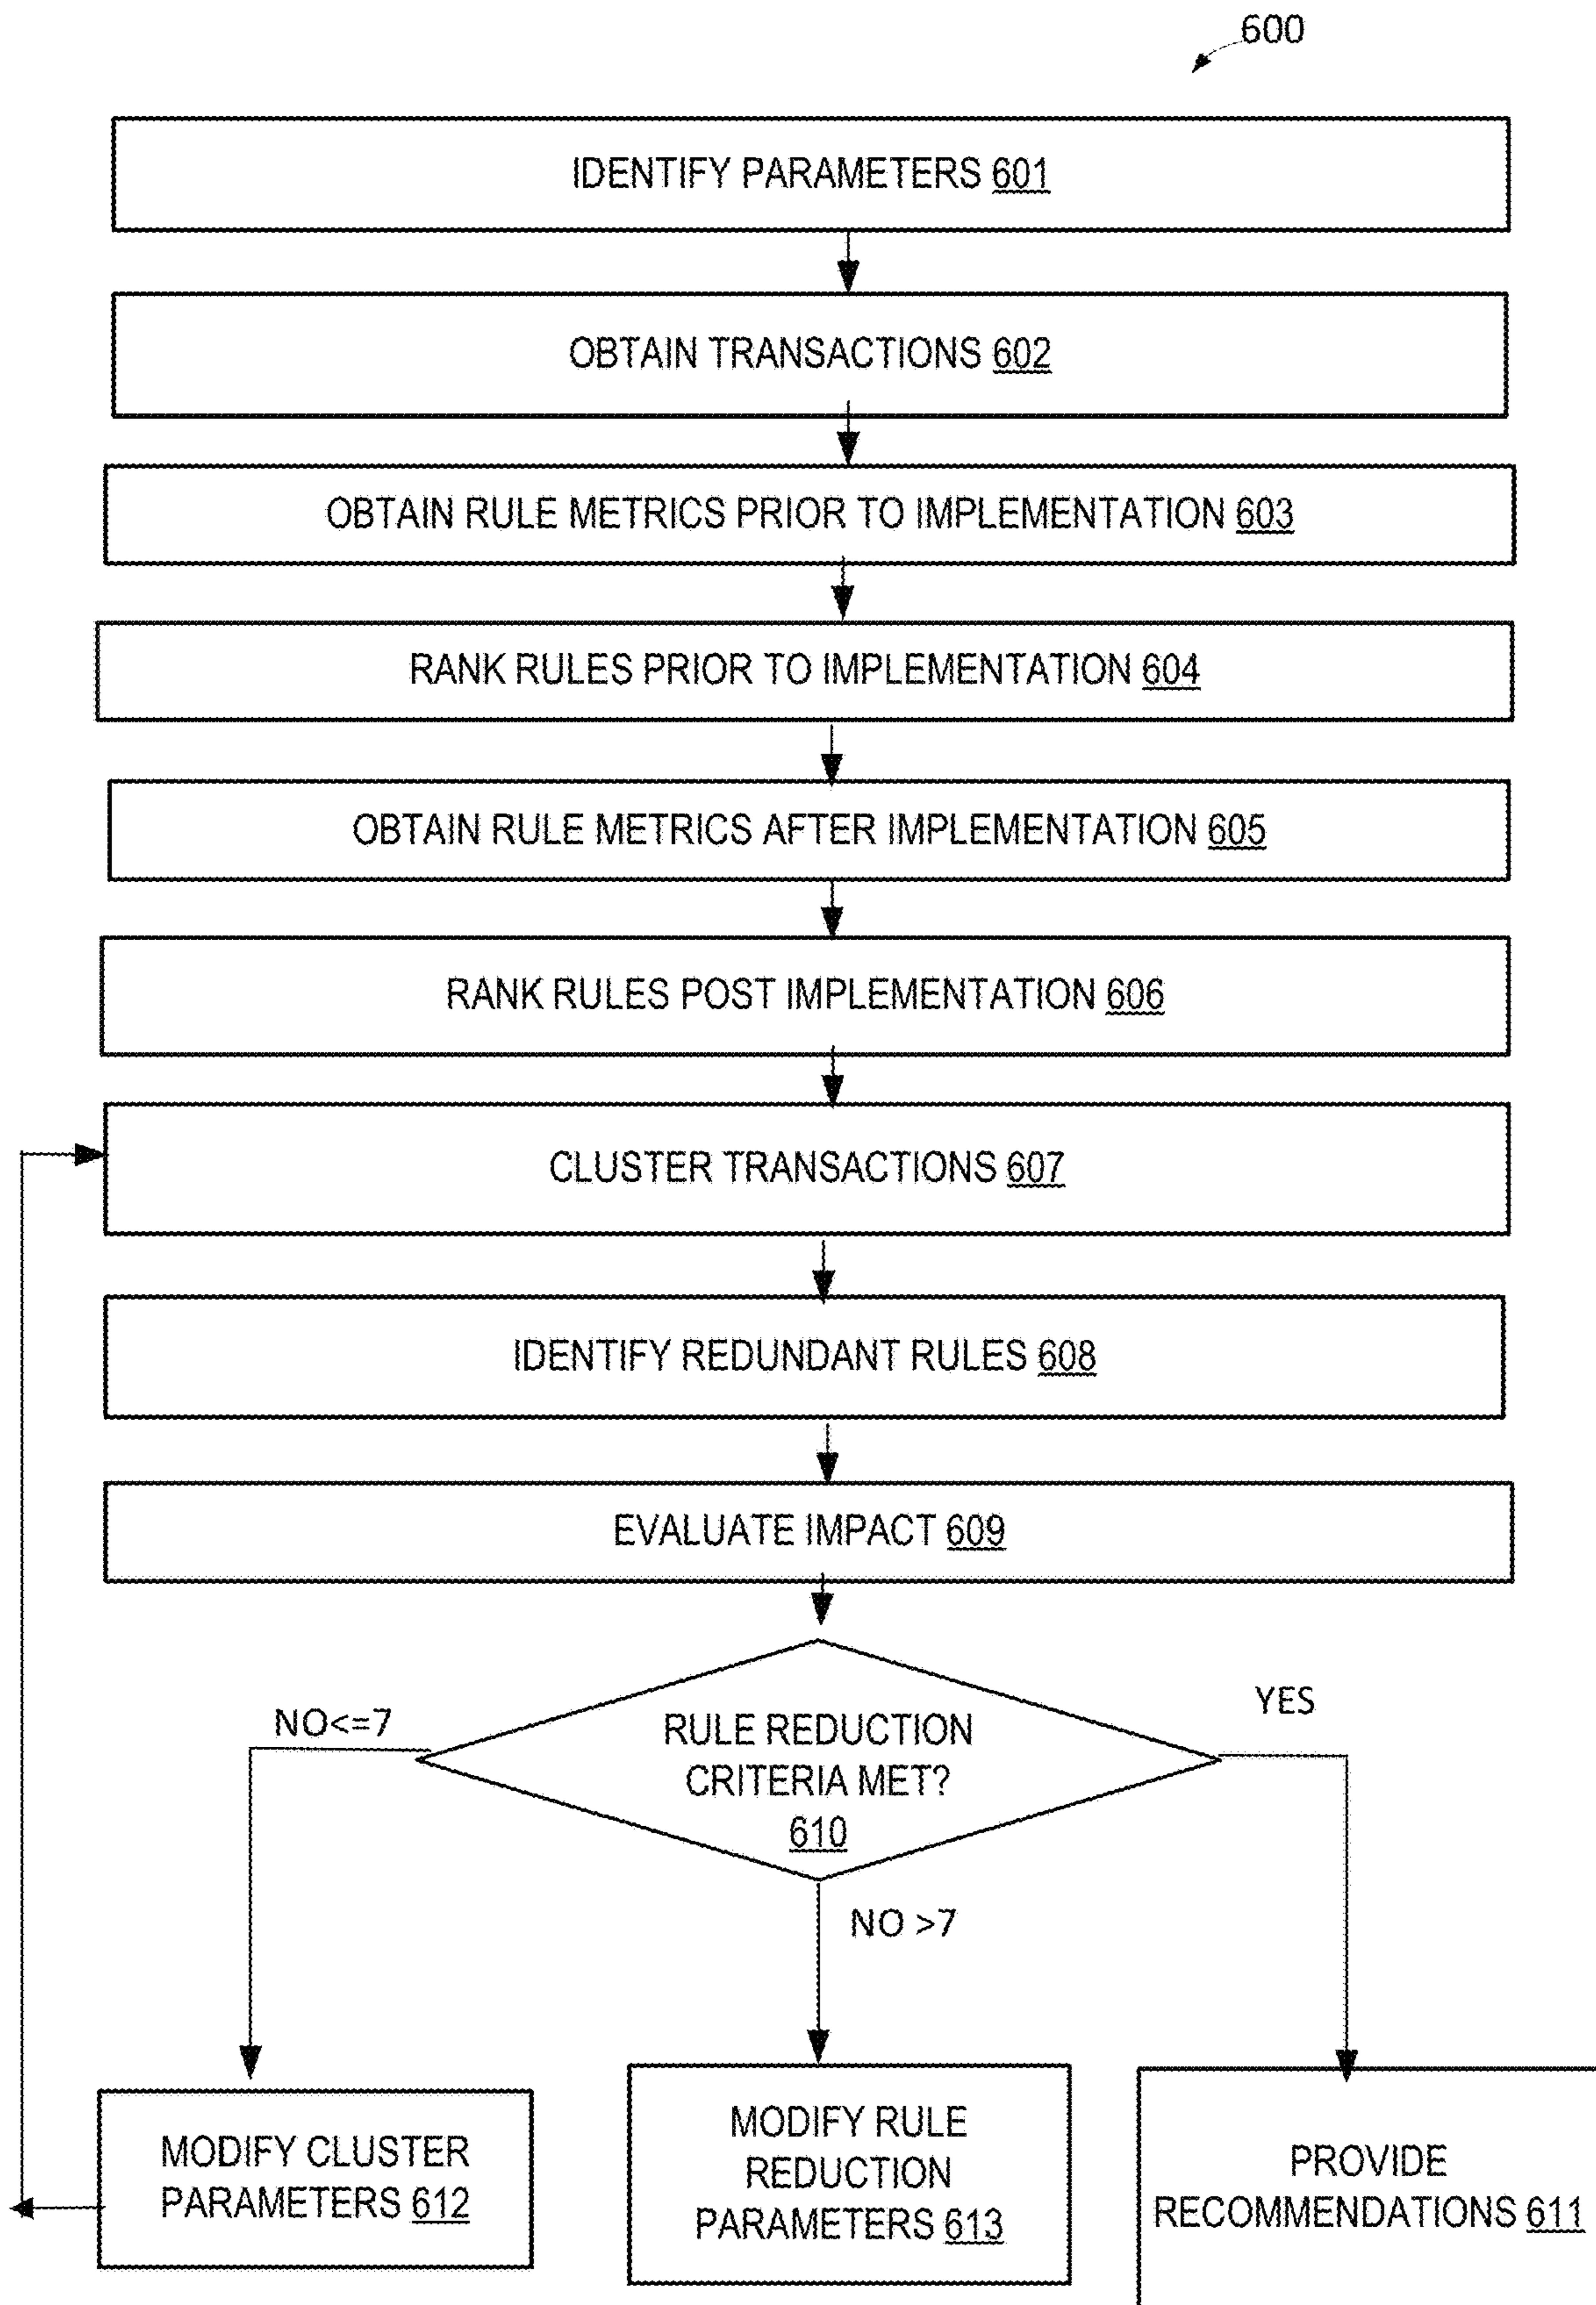 600
IDENTIFY PARAMETERS 601
OBTAIN TRANSACTIONS 602
OBTAIN RULE METRICS PRIOR TO IMPLEMENTATION 603
RANK RULES PRIOR TO IMPLEMENTATION 604
OBTAIN RULE METRICS AFTER IMPLEMENTATION 605
RANK RULES POST IMPLEMENTATION 606
CLUSTER TRANSACTIONS 607
IDENTIFY REDUNDANT RULES 608
EVALUATE IMPACT 609
NO<=7
RULE REDUCTION
CRITERIA MET?
610
YES
NO >7
MODIFY CLUSTER
PARAMETERS 612
MODIFY RULE
REDUCTION
PARAMETERS 613
PROVIDE
RECOMMENDATIONS 611